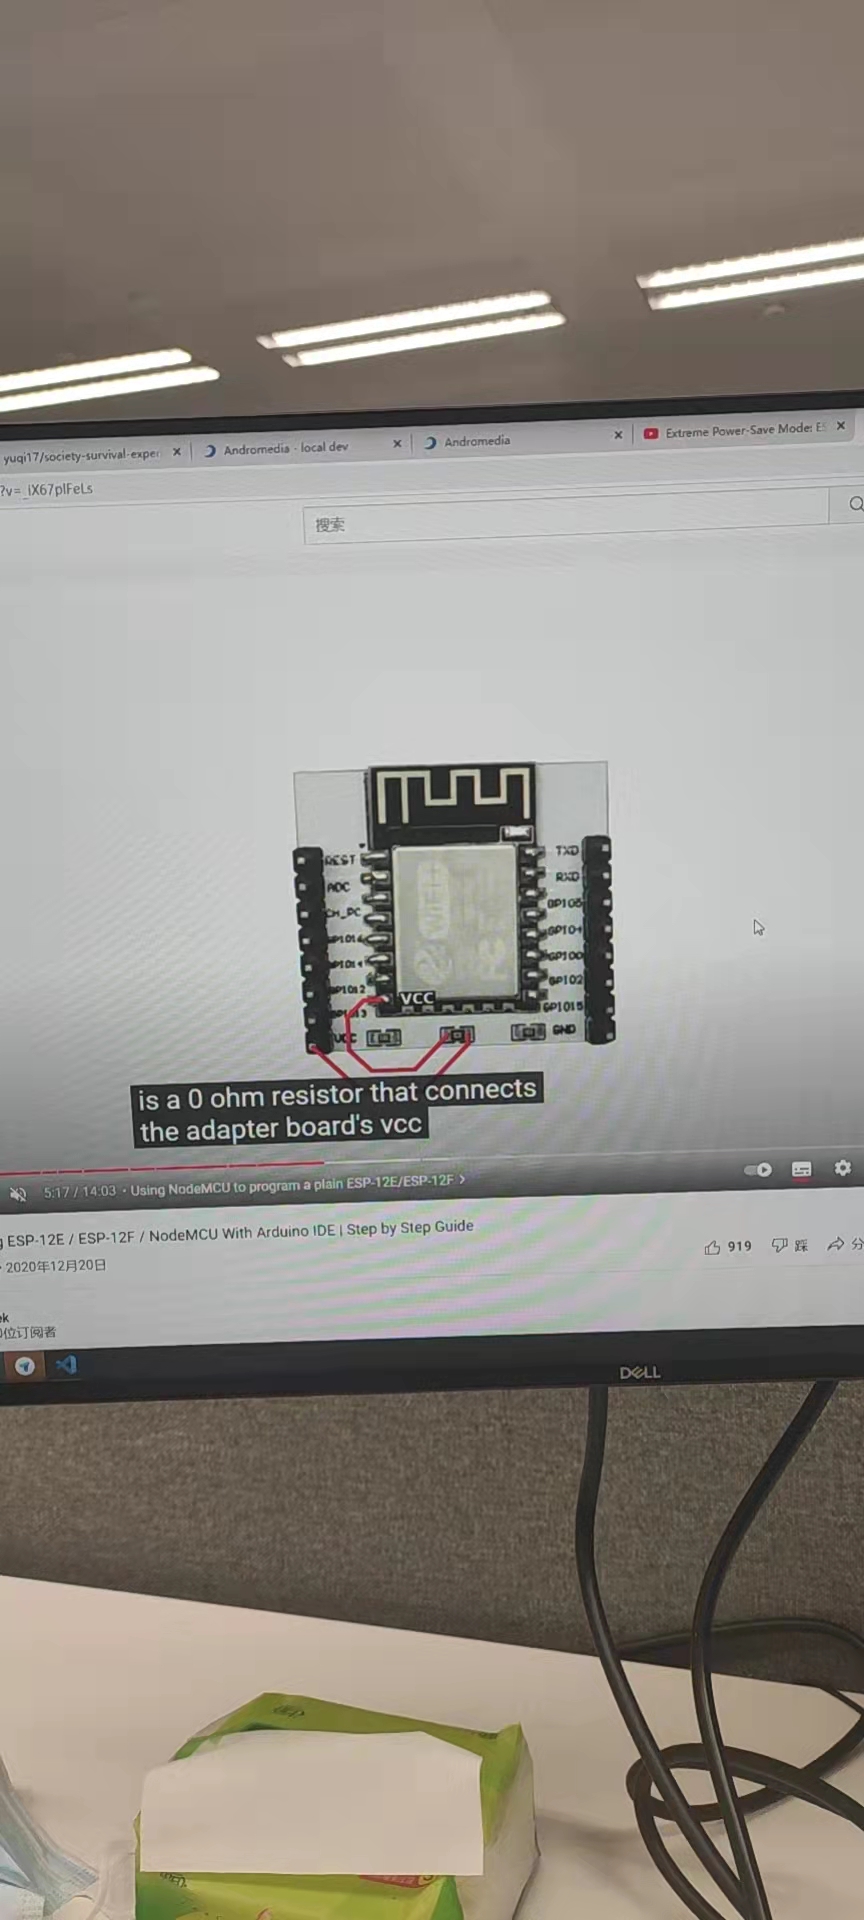 yuqi17/society-survival-exper
Andromedia - local dev
Andromedia
Extreme Power-Save Mode: ES
?v=_iX67plFeLs
搜索
REST
TXD
ADC
RXD
CH_PC
GPIO5
GPIO4
GPIO0
GPIO2
GPIO15
VCC
VCC
GND
is a 0 ohm resistor that connects
the adapter board's vcc
5:17 / 14:03 • Using NodeMCU to program a plain ESP-12E/ESP-12F
g ESP-12E / ESP-12F / NodeMCU With Arduino IDE | Step by Step Guide
919
踩
分
2020年12月20日
ek
位订阅者
DELL